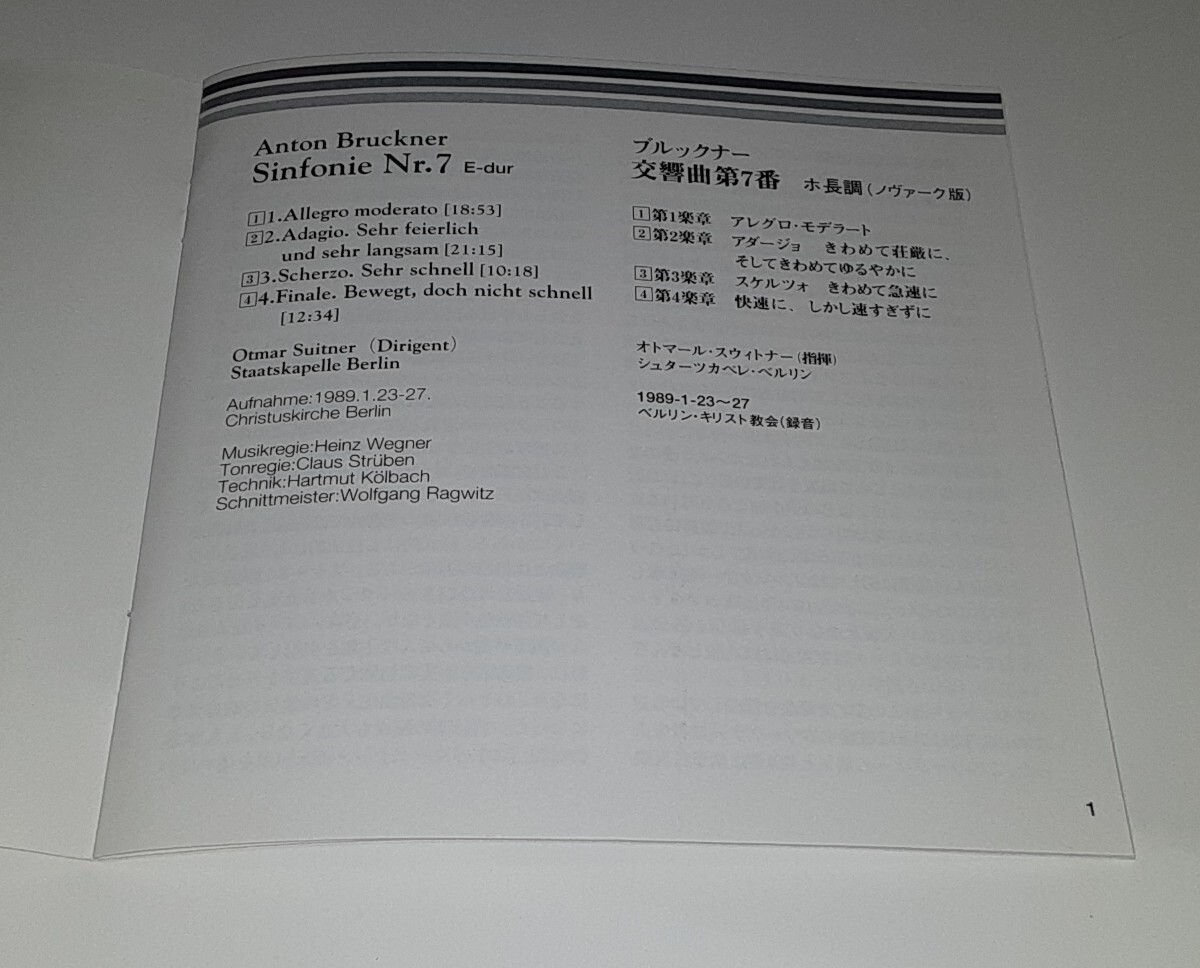 Anton Bruckner
Sinfonie Nr.7 E-dur
1 1.Allegro moderato [18:53]
2 2.Adagio. Sehr feierlich
und sehr langsam [21:15]
3 3.Scherzo. Sehr schnell [10:18]
4 4.Finale. Bewegt, doch nicht schnell
[12:34]
Otmar Suitner (Dirigent)
Staatskapelle Berlin
Aufnahme:1989.1.23-27.
Christuskirche Berlin
Musikregie:Heinz Wegner
Tonregie:Claus Strüben
Technik:Hartmut Kölbach
Schnittmeister:Wolfgang Ragwitz
ブルックナー
交響曲第7番 ホ長調(ノヴァーク版)
1 第1楽章 アレグロ・モデラート
2 第2楽章 アダージョ きわめて荘厳に、
そしてきわめてゆるやかに
3 第3楽章 スケルツォ きわめて急速に
4 第4楽章 快速に、しかし速すぎずに
オトマール・スウィトナー(指揮)
シュターツカペレ・ベルリン
1989-1-23〜27
ベルリン・キリスト教会(録音)
1